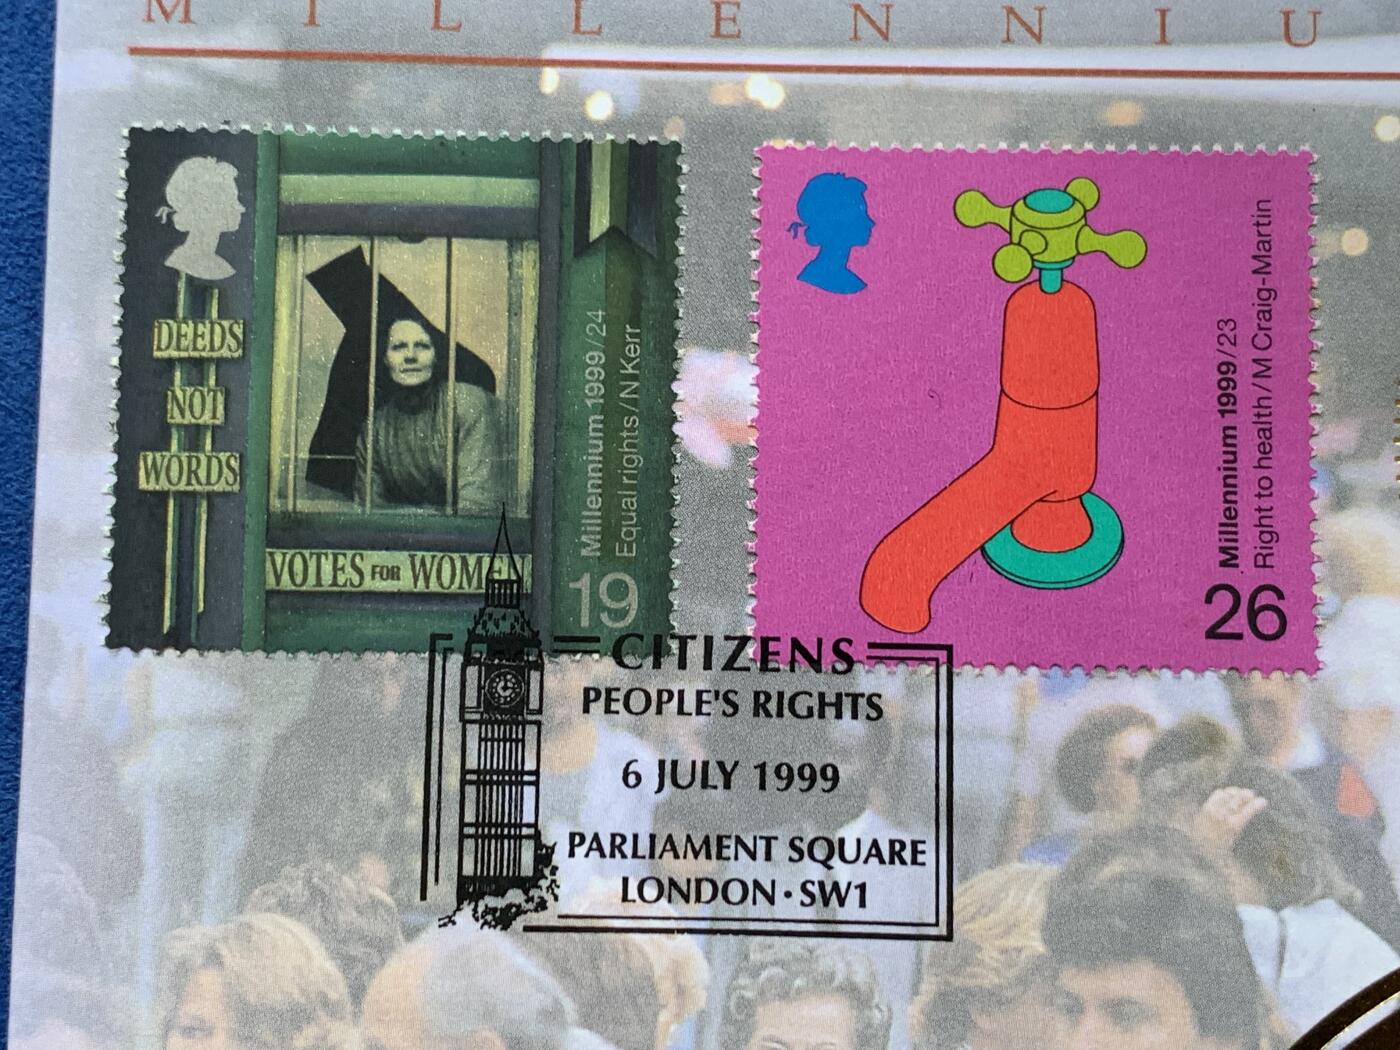 MILLENNIU
DEEDS
NOT
WORDS
VOTES FOR WOMEN
Millennium 1999/24
Equal rights/N Kerr
19
Millennium 1999/23
Right to health/M Craig-Martin
26
CITIZENS
PEOPLE'S RIGHTS
6 JULY 1999
PARLIAMENT SQUARE
LONDON·SW1